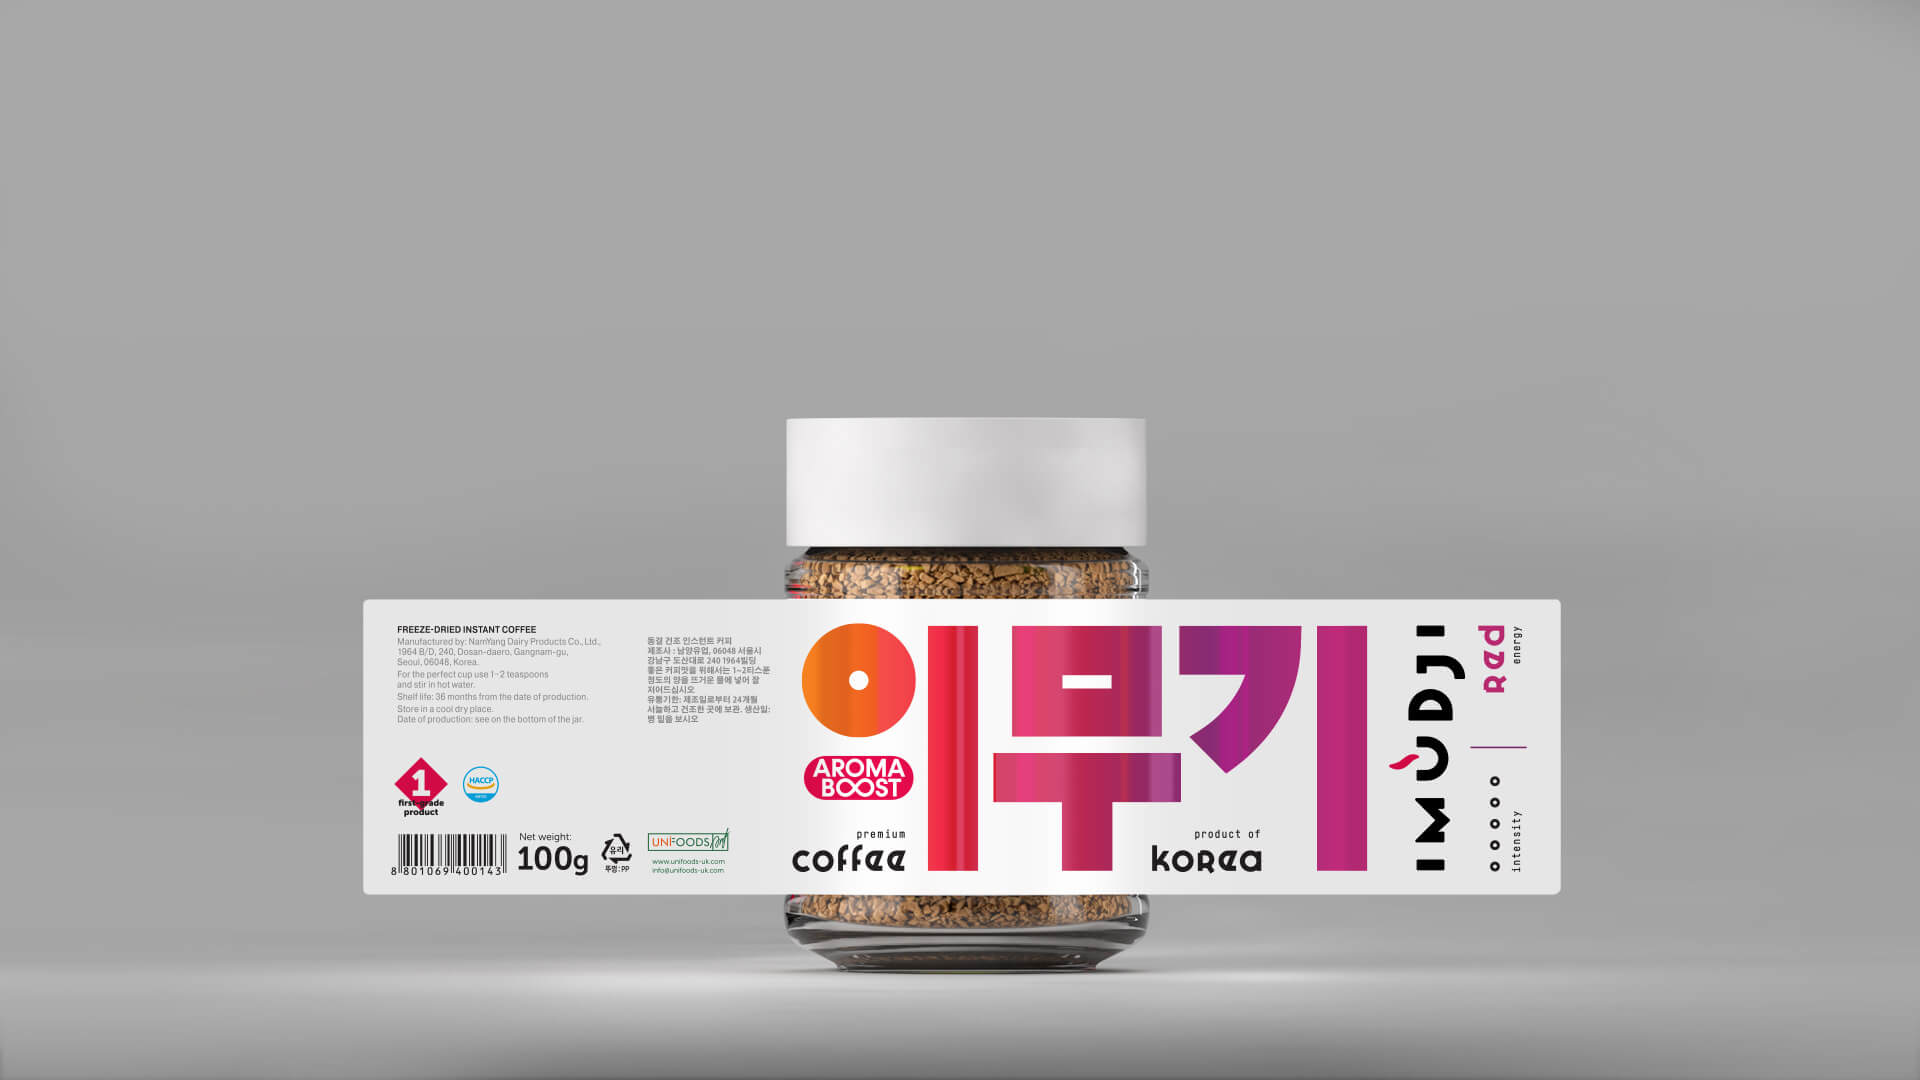 FREEZE-DRIED INSTANT COFFEE
Manufactured by: NamYang Dairy Products Co., Ltd.,
1964 B/D, 240, Dosan-daero, Gangnam-gu,
Seoul, 06048, Korea.
For the perfect cup use 1-2 teaspoons
and stir in hot water.
Shelf life: 36 months from the date of production.
Store in a cool dry place.
Date of production: see on the bottom of the jar.
1
first-grade
product
HACCP
8 801069 400143
Net weight:
100g
유리
뚜껑: PP
동결 건조 인스턴트 커피
제조사 : 남양유업, 06048 서울시
강남구 도산대로 240 1964빌딩
좋은 커피맛을 위해서는 1~2티스푼
정도의 양을 뜨거운 물에 넣어 잘
저어드십시오
유통기한: 제조일로부터 24개월
서늘하고 건조한 곳에 보관. 생산일:
병 밑을 보시오
UNIFOODS
www.unifoods-uk.com
info@unifoods-uk.com
이무기
AROMA
BOOST
premium
coffee
product of
korea
IMUDJI
Red
energy
intensity